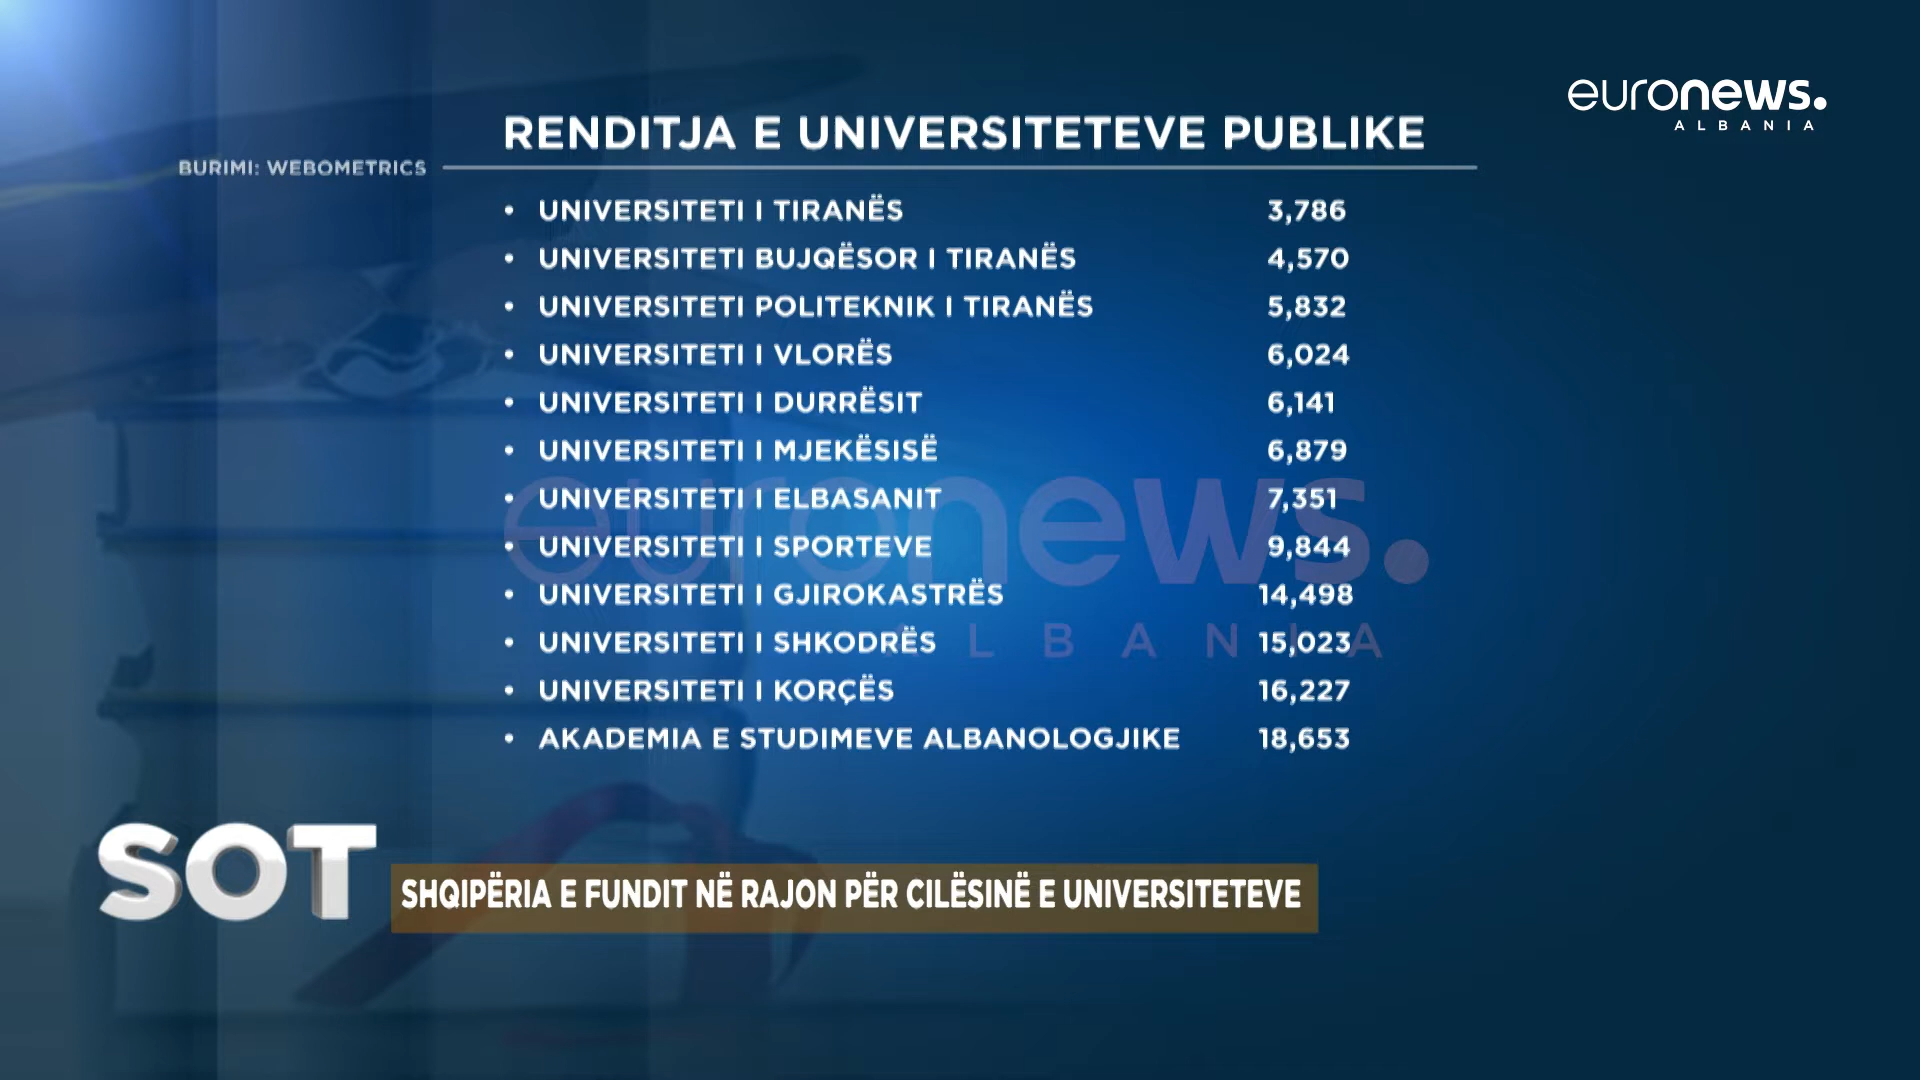 euronews.
ALBANIA
RENDITJA E UNIVERSITETEVE PUBLIKE
BURIMI: WEBOMETRICS
• UNIVERSITETI I TIRANËS 3,786
• UNIVERSITETI BUJQËSOR I TIRANËS 4,570
• UNIVERSITETI POLITEKNIK I TIRANËS 5,832
• UNIVERSITETI I VLORËS 6,024
• UNIVERSITETI I DURRËSIT 6,141
• UNIVERSITETI I MJEKËSISË 6,879
• UNIVERSITETI I ELBASANIT 7,351
• UNIVERSITETI I SPORTEVE 9,844
• UNIVERSITETI I GJIROKASTRËS 14,498
• UNIVERSITETI I SHKODRËS 15,023
• UNIVERSITETI I KORÇËS 16,227
• AKADEMIA E STUDIMEVE ALBANOLOGJIKE 18,653
euronews.
ALBANIA
SOT
SHQIPËRIA E FUNDIT NË RAJON PËR CILËSINË E UNIVERSITETEVE